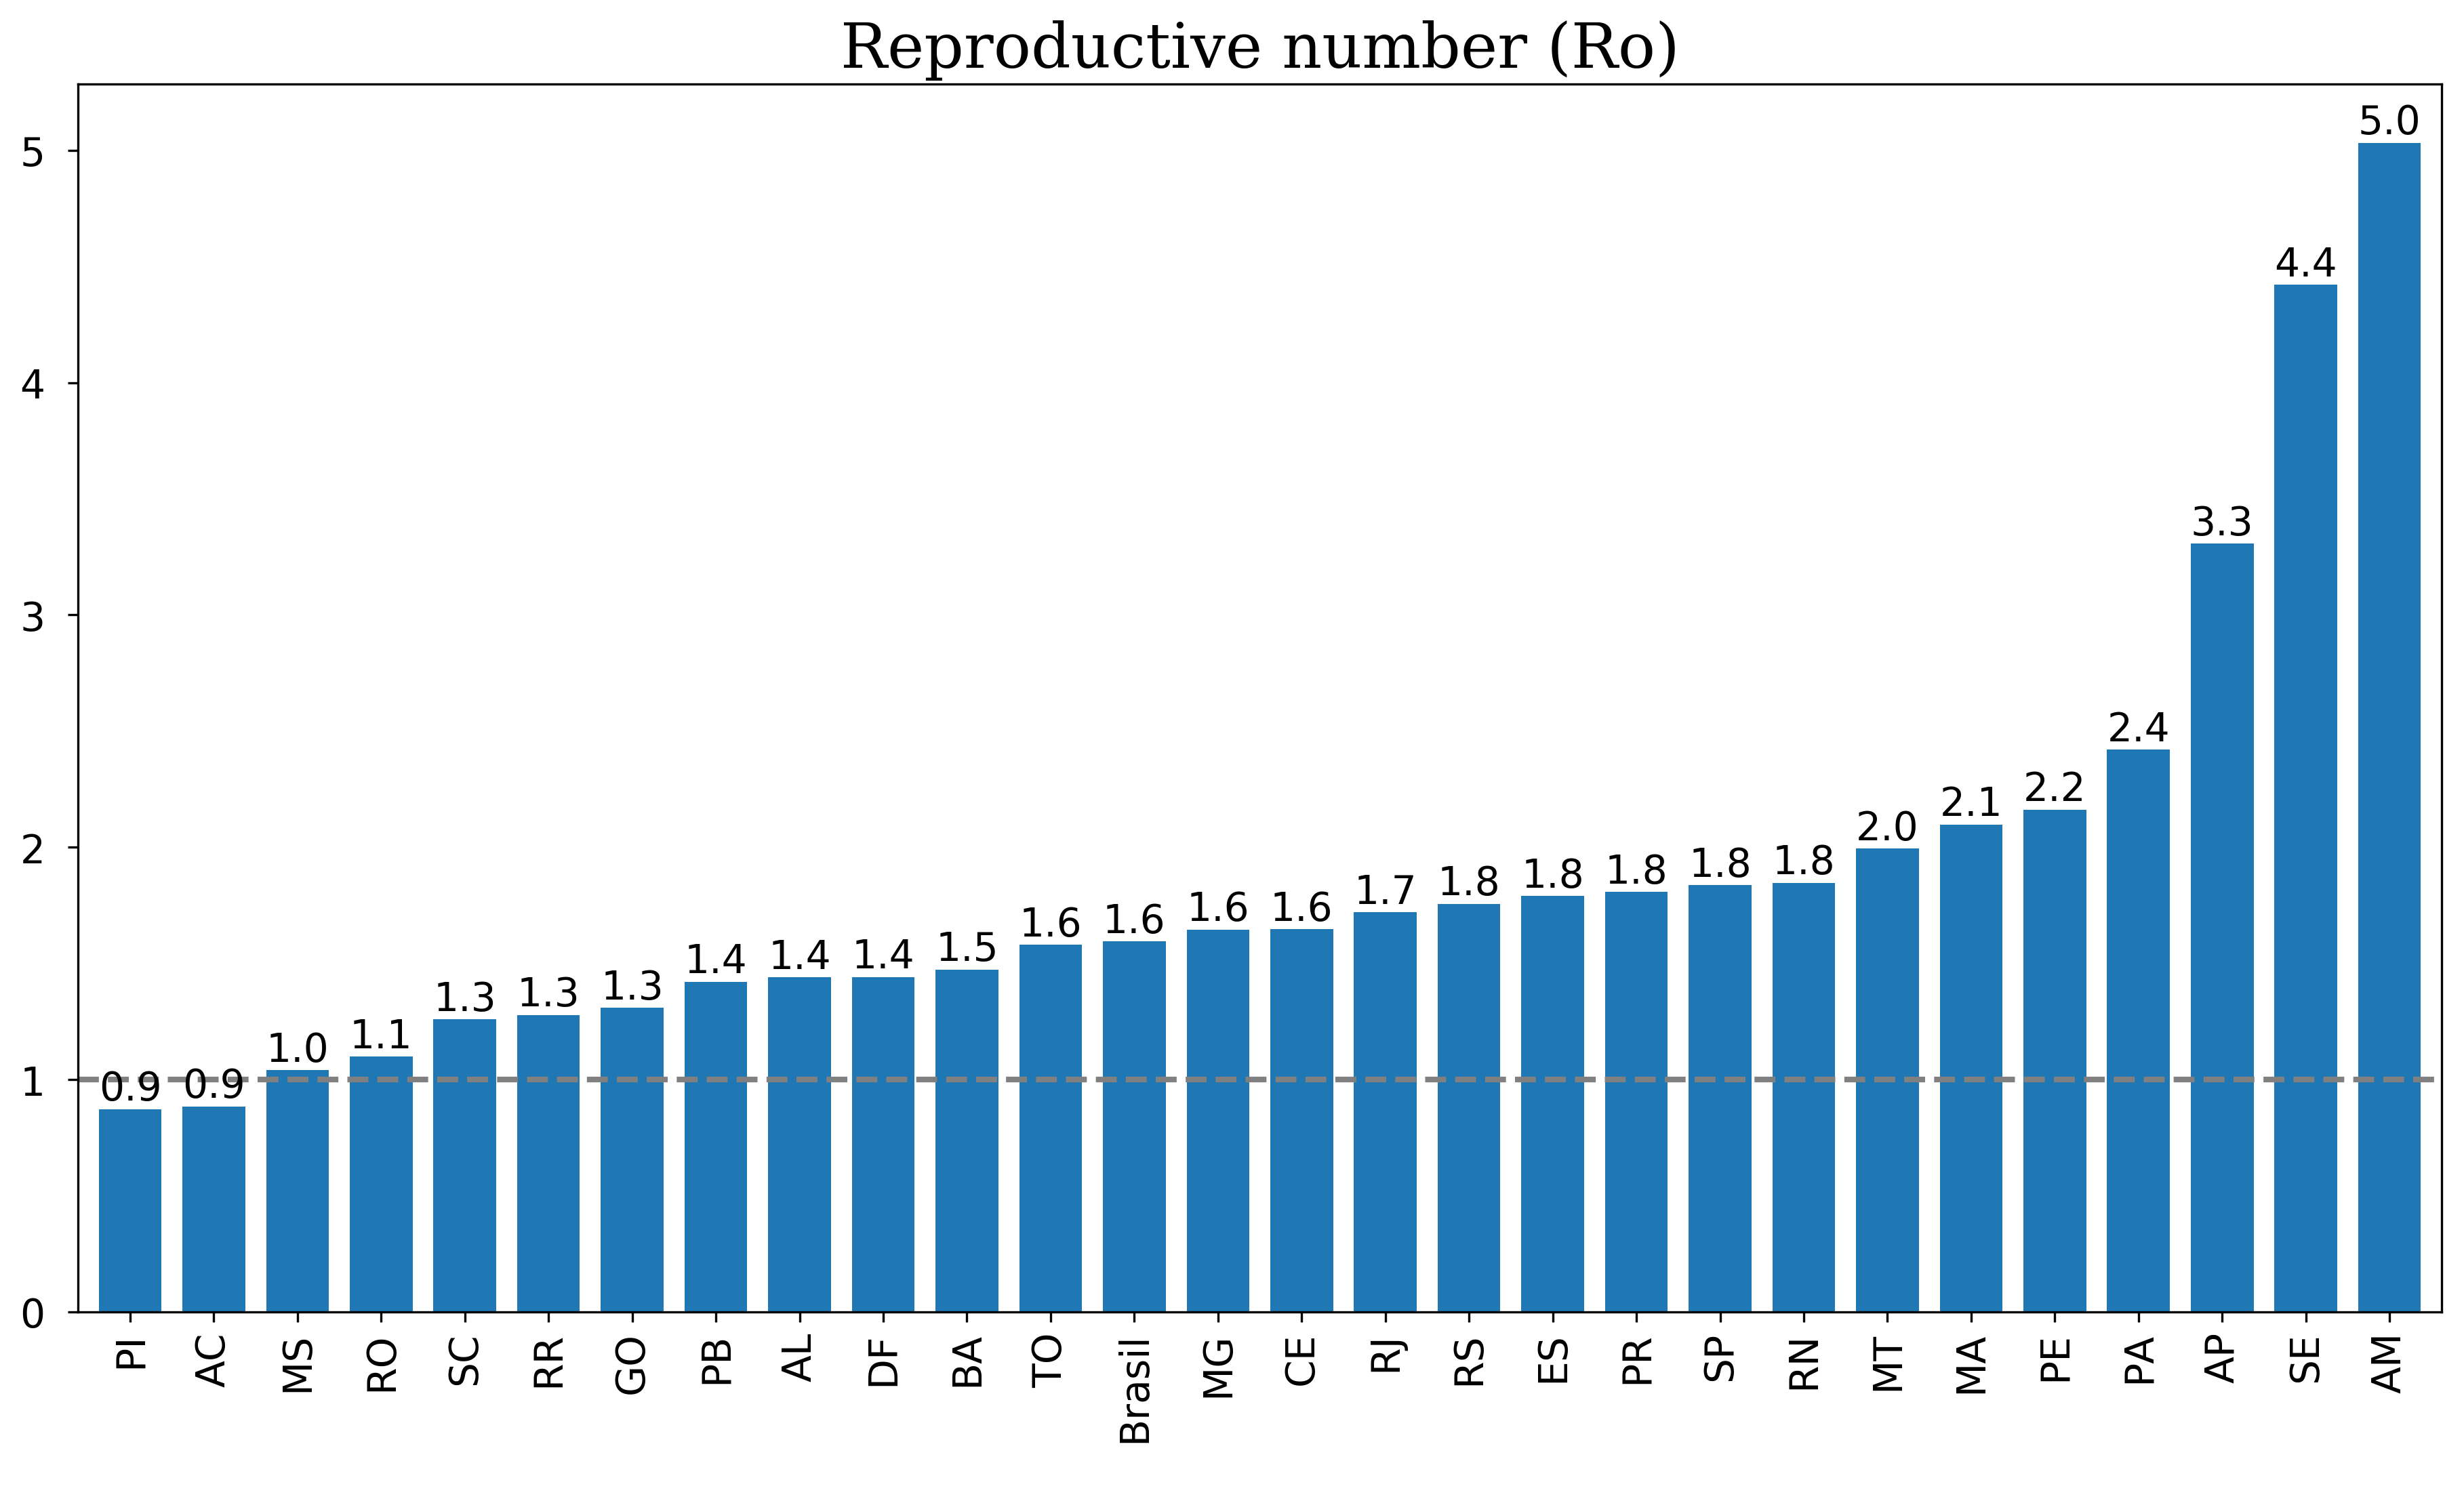 Reproductive number (Ro)
5
4
3
2
1
0
0.9 0.9 1.0 1.1 1.3 1.3 1.3 1.4 1.4 1.4 1.5 1.6 1.6 1.6 1.6 1.7 1.8 1.8 1.8 1.8 1.8 2.0 2.1 2.2 2.4 3.3 4.4 5.0
PI AC MS RO SC RR GO PB AL DF BA TO Brasil MG CE RJ RS ES PR SP RN MT MA PE PA AP SE AM